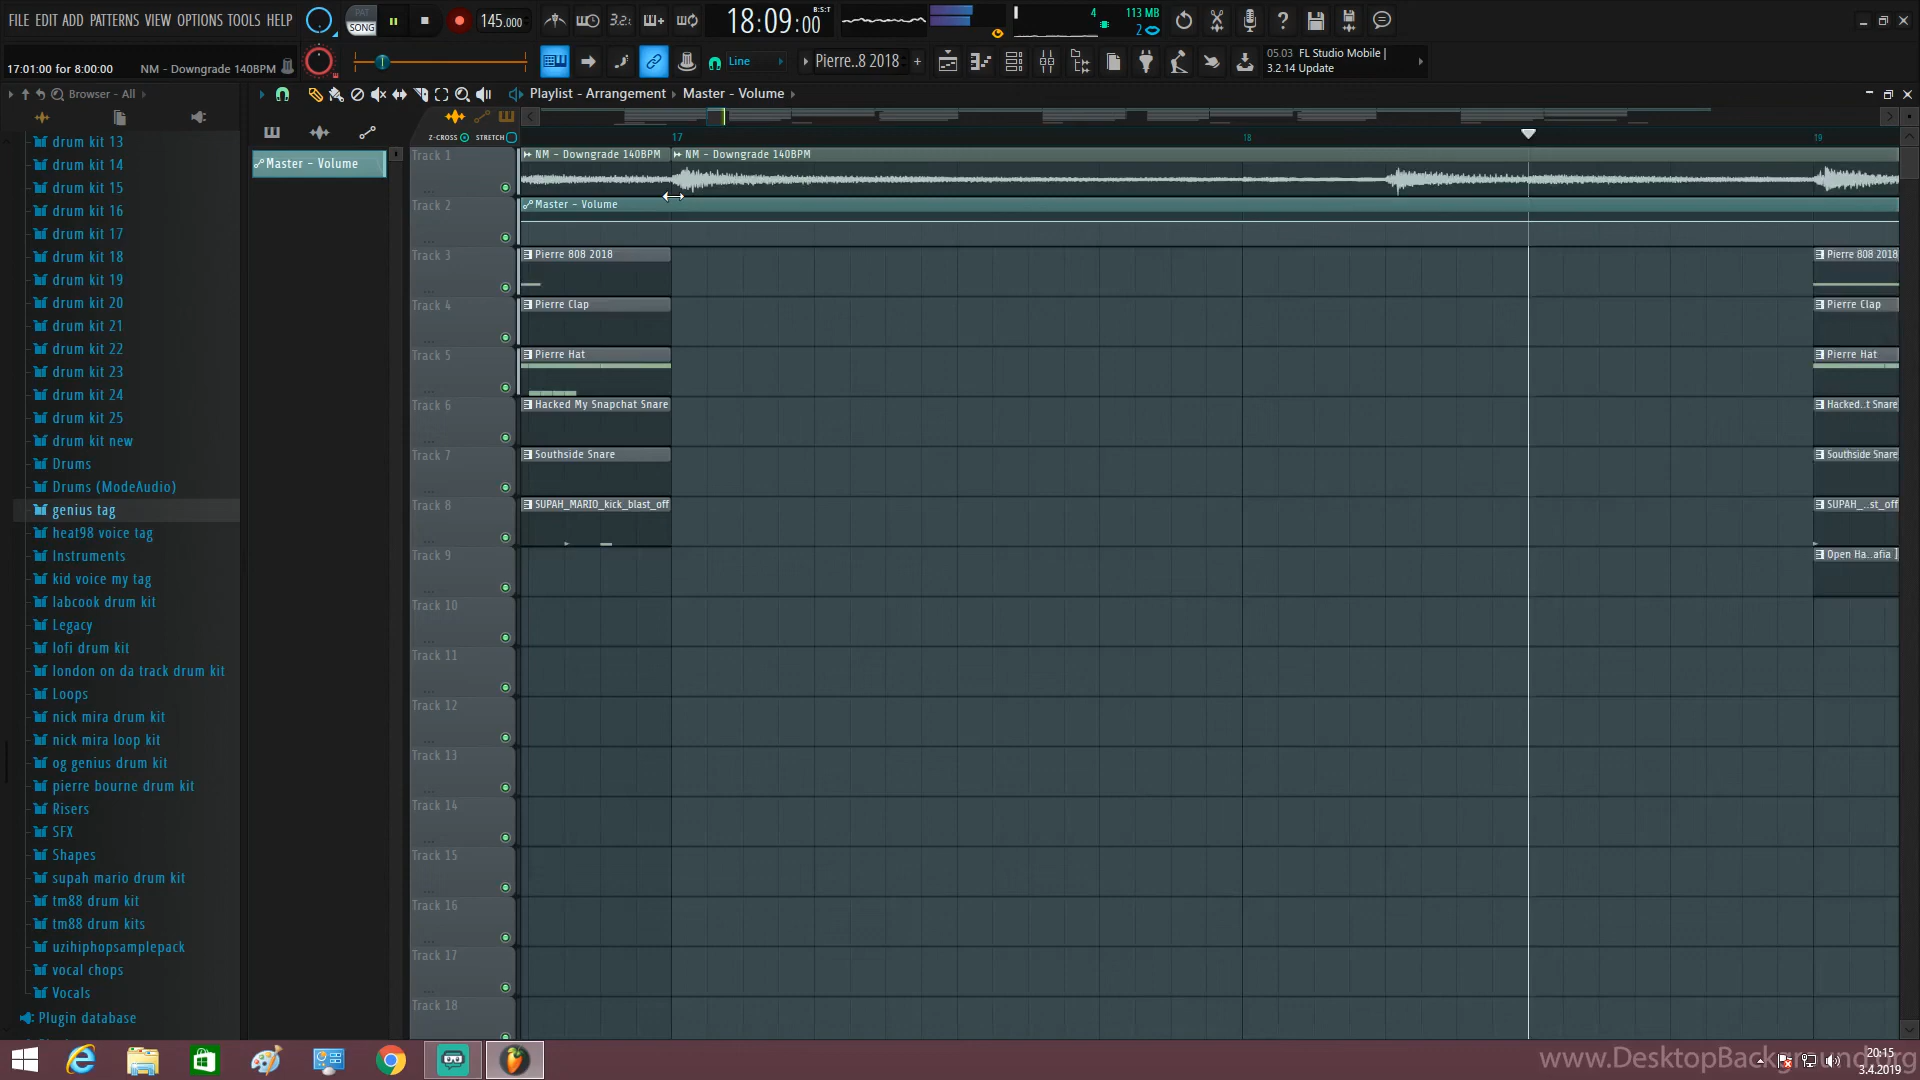 FILE EDIT ADD PATTERNS VIEW OPTIONS TOOLS HELP
PAT
SONG
145.000
3.2.
18:09:00
B:S:T
4
113 MB
2
17:01:00 for 8:00:00
NM - Downgrade 140BPM
Line
Pierre..8 2018
05.03 FL Studio Mobile |
3.2.14 Update
Browser - All
Playlist - Arrangement
Master - Volume
Z-CROSS
STRETCH
17
18
19
drum kit 13
drum kit 14
drum kit 15
drum kit 16
drum kit 17
drum kit 18
drum kit 19
drum kit 20
drum kit 21
drum kit 22
drum kit 23
drum kit 24
drum kit 25
drum kit new
Drums
Drums (ModeAudio)
genius tag
heat98 voice tag
Instruments
kid voice my tag
labcook drum kit
Legacy
lofi drum kit
london on da track drum kit
Loops
nick mira drum kit
nick mira loop kit
og genius drum kit
pierre bourne drum kit
Risers
SFX
Shapes
supah mario drum kit
tm88 drum kit
tm88 drum kits
uzihiphopsamplepack
vocal chops
Vocals
Plugin database
Master - Volume
Track 1
NM - Downgrade 140BPM
NM - Downgrade 140BPM
Track 2
Master - Volume
Track 3
Pierre 808 2018
Pierre 808 2018
Track 4
Pierre Clap
Pierre Clap
Track 5
Pierre Hat
Pierre Hat
Track 6
Hacked My Snapchat Snare
Hacked..t Snare
Track 7
Southside Snare
Southside Snare
Track 8
SUPAH_MARIO_kick_blast_off
SUPAH_..st_off
Track 9
Open Ha..afia ]
Track 10
Track 11
Track 12
Track 13
Track 14
Track 15
Track 16
Track 17
Track 18
www.DesktopBackground.org
20:15
3.4.2019